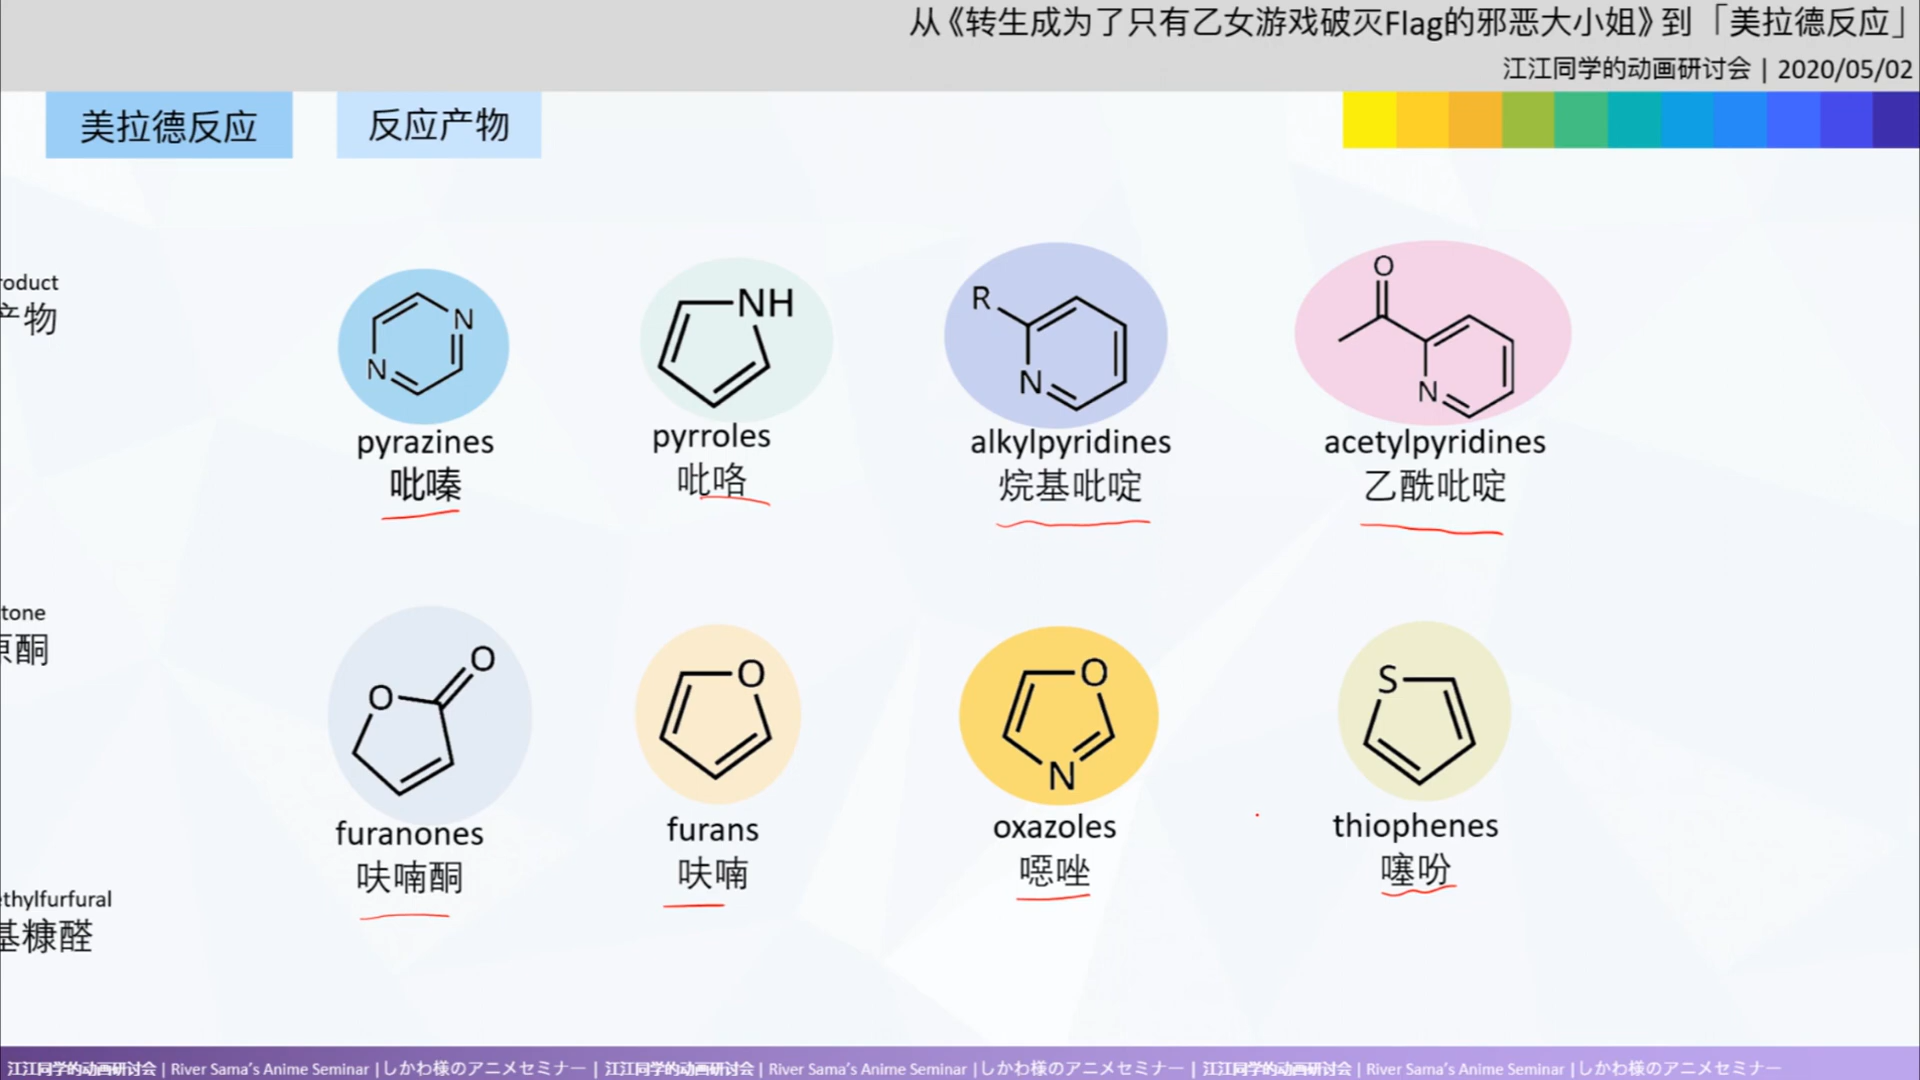 从《转生成为了只有乙女游戏破灭Flag的邪恶大小姐》到「美拉德反应」
江江同学的动画研讨会 | 2020/05/02
美拉德反应
反应产物
roduct
产物
N
N
pyrazines
吡嗪
NH
pyrroles
吡咯
R
N
alkylpyridines
烷基吡啶
O
N
acetylpyridines
乙酰吡啶
tone
原酮
O
O
furanones
呋喃酮
O
furans
呋喃
O
N
oxazoles
噁唑
S
thiophenes
噻吩
ethylfurfural
基糠醛
江江同学的动画研讨会 | River Sama's Anime Seminar | しかわ様のアニメセミナー | 江江同学的动画研讨会 | River Sama's Anime Seminar | しかわ様のアニメセミナー | 江江同学的动画研讨会 | River Sama's Anime Seminar | しかわ様のアニメセミナー